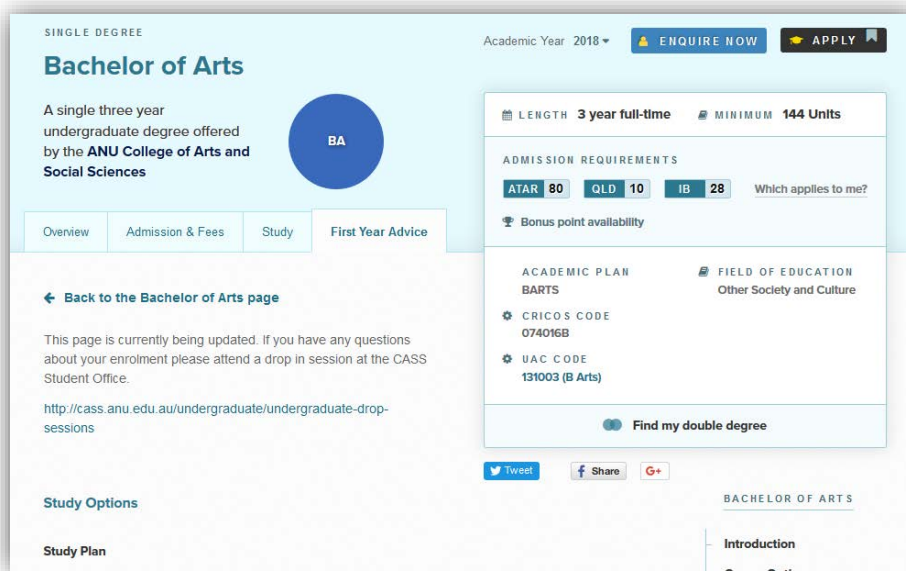 SINGLE DEGREE
Bachelor of Arts
A single three year
undergraduate degree offered
by the ANU College of Arts and
Social Sciences
BA
Academic Year 2018
ENQUIRE NOW
APPLY
LENGTH 3 year full-time MINIMUM 144 Units
ADMISSION REQUIREMENTS
ATAR 80 QLD 10 IB 28 Which applies to me?
Bonus point availability
ACADEMIC PLAN
BARTS
FIELD OF EDUCATION
Other Society and Culture
CRICOS CODE
074016B
UAC CODE
131003 (B Arts)
Find my double degree
Tweet Share G+
Overview Admission & Fees Study First Year Advice
Back to the Bachelor of Arts page
This page is currently being updated. If you have any questions
about your enrolment please attend a drop in session at the CASS
Student Office.
http://cass.anu.edu.au/undergraduate/undergraduate-drop-
sessions
Study Options
Study Plan
BACHELOR OF ARTS
Introduction